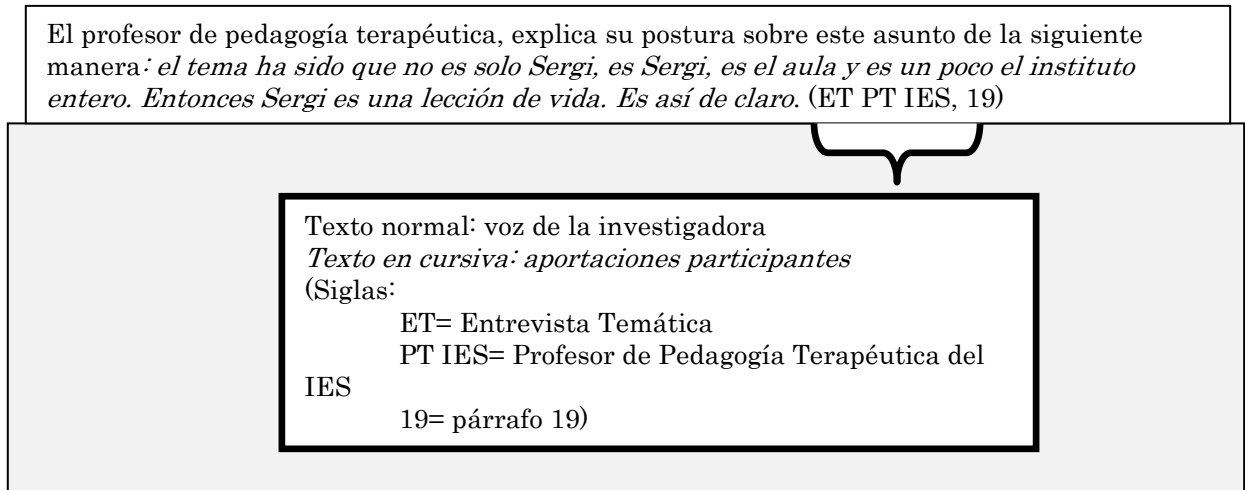 El profesor de pedagogía terapéutica, explica su postura sobre este asunto de la siguiente
manera: el tema ha sido que no es solo Sergi, es Sergi, es el aula y es un poco el instituto
entero. Entonces Sergi es una lección de vida. Es así de claro. (ET PT IES, 19)
Texto normal: voz de la investigadora
Texto en cursiva: aportaciones participantes
(Siglas:
ET= Entrevista Temática
PT IES= Profesor de Pedagogía Terapéutica del
IES
19= párrafo 19)